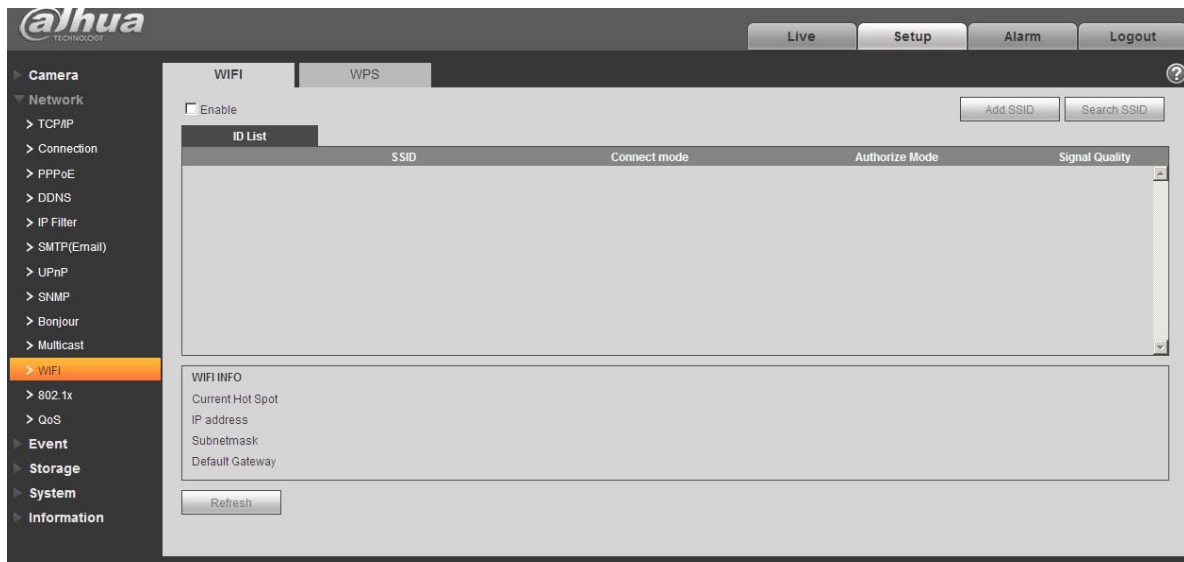 alhua
TECHNOLOGY
Live Setup Alarm Logout
Camera
Network
> TCP/IP
> Connection
> PPPoE
> DDNS
> IP Filter
> SMTP(Email)
> UPnP
> SNMP
> Bonjour
> Multicast
> WIFI
> 802.1x
> QoS
Event
Storage
System
Information
WIFI WPS
?
Enable
Add SSID Search SSID
ID List
SSID Connect mode Authorize Mode Signal Quality
WIFI INFO
Current Hot Spot
IP address
Subnetmask
Default Gateway
Refresh